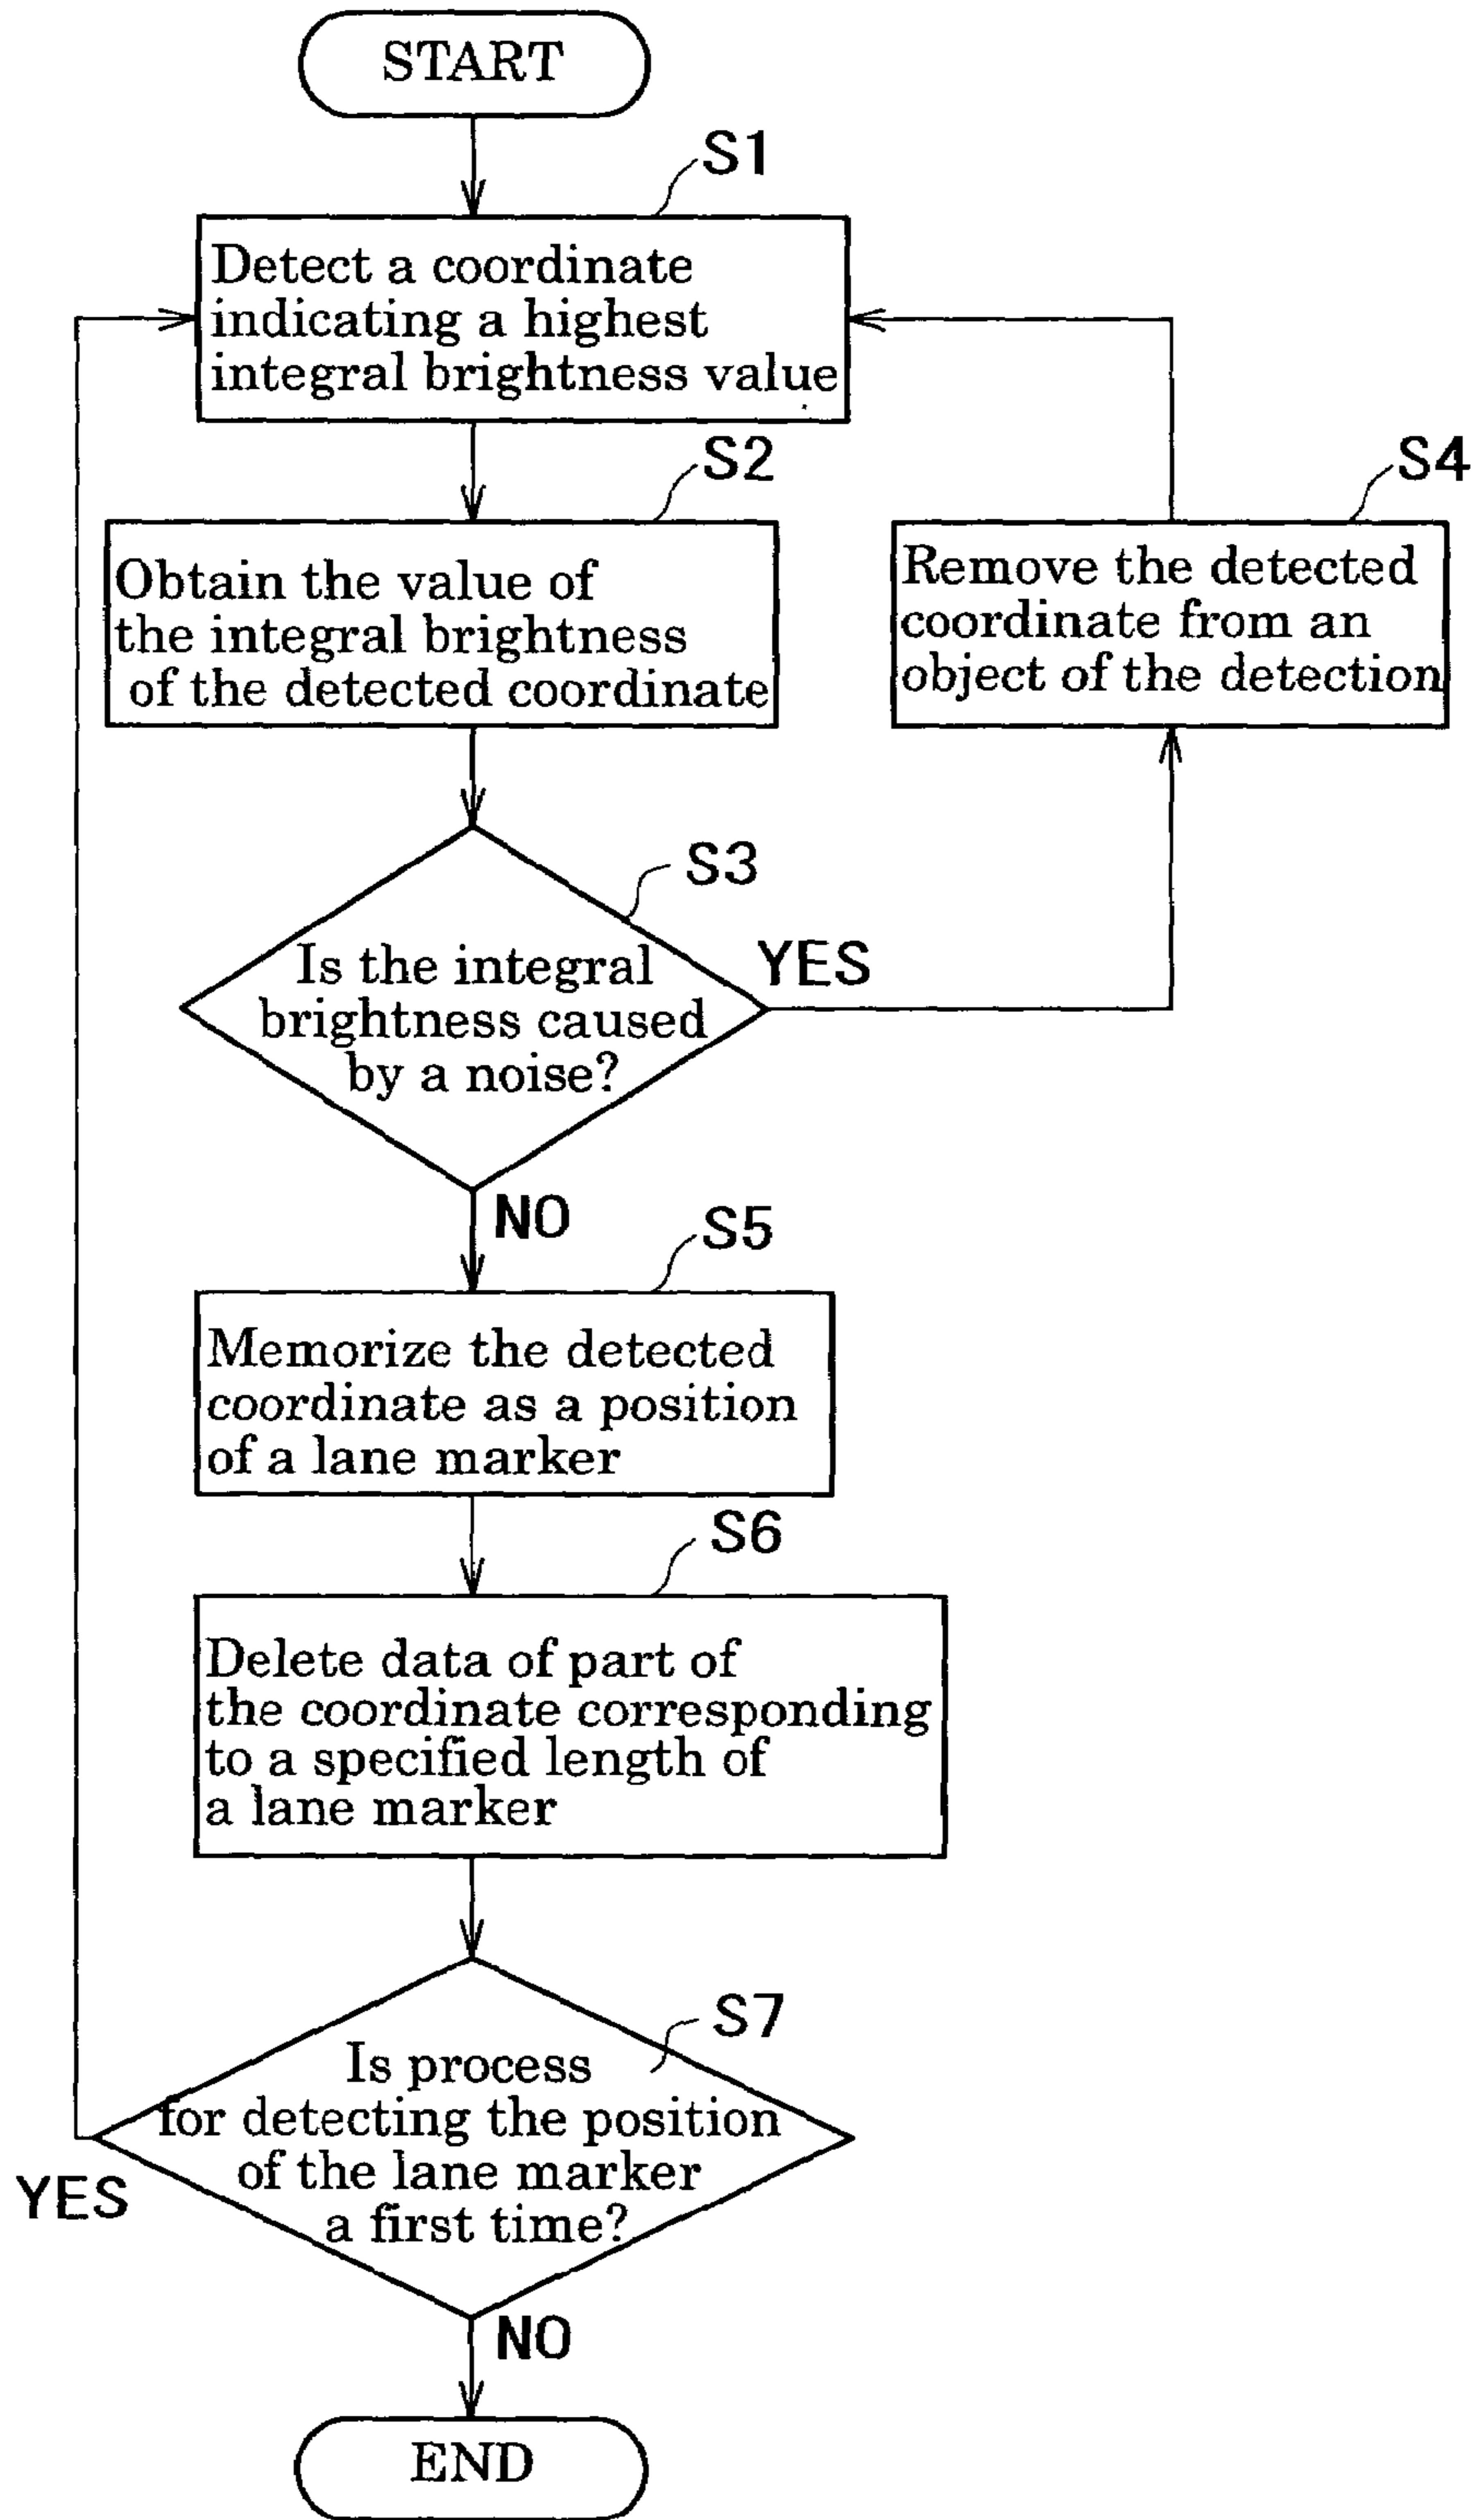 START
S1
Detect a coordinate
indicating a highest
integral brightness value
S2
Obtain the value of
the integral brightness
of the detected coordinate
S4
Remove the detected
coordinate from an
object of the detection
S3
Is the integral
brightness caused
by a noise?
YES
NO
S5
Memorize the detected
coordinate as a position
of a lane marker
S6
Delete data of part of
the coordinate corresponding
to a specified length of
a lane marker
S7
Is process
for detecting the position
of the lane marker
a first time?
YES
NO
END